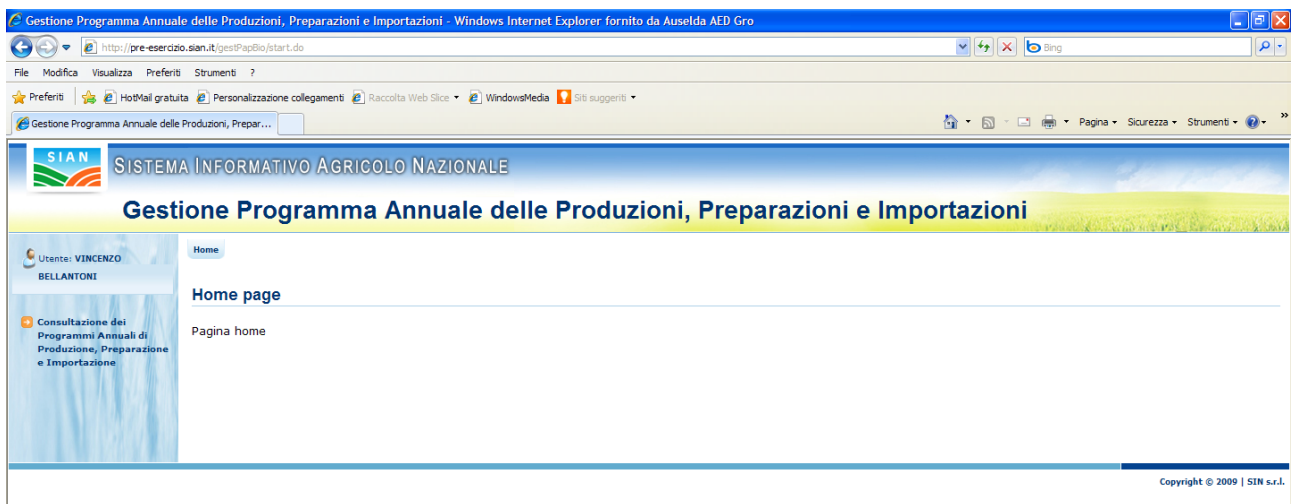 Gestione Programma Annuale delle Produzioni, Preparazioni e Importazioni - Windows Internet Explorer fornito da Auselda AED Gro
http://pre-esercizio.sian.it/gestPapBio/start.do
Bing
File Modifica Visualizza Preferiti Strumenti ?
Preferiti HotMail gratuita Personalizzazione collegamenti Raccolta Web Slice WindowsMedia Siti suggeriti
Gestione Programma Annuale delle Produzioni, Prepar... Pagina Sicurezza Strumenti
SIAN SISTEMA INFORMATIVO AGRICOLO NAZIONALE
Gestione Programma Annuale delle Produzioni, Preparazioni e Importazioni
Utente: VINCENZO
BELLANTONI
Home
Home page
Pagina home
Consultazione dei
Programmi Annuali di
Produzione, Preparazione
e Importazione
Copyright © 2009 | SIN s.r.l.